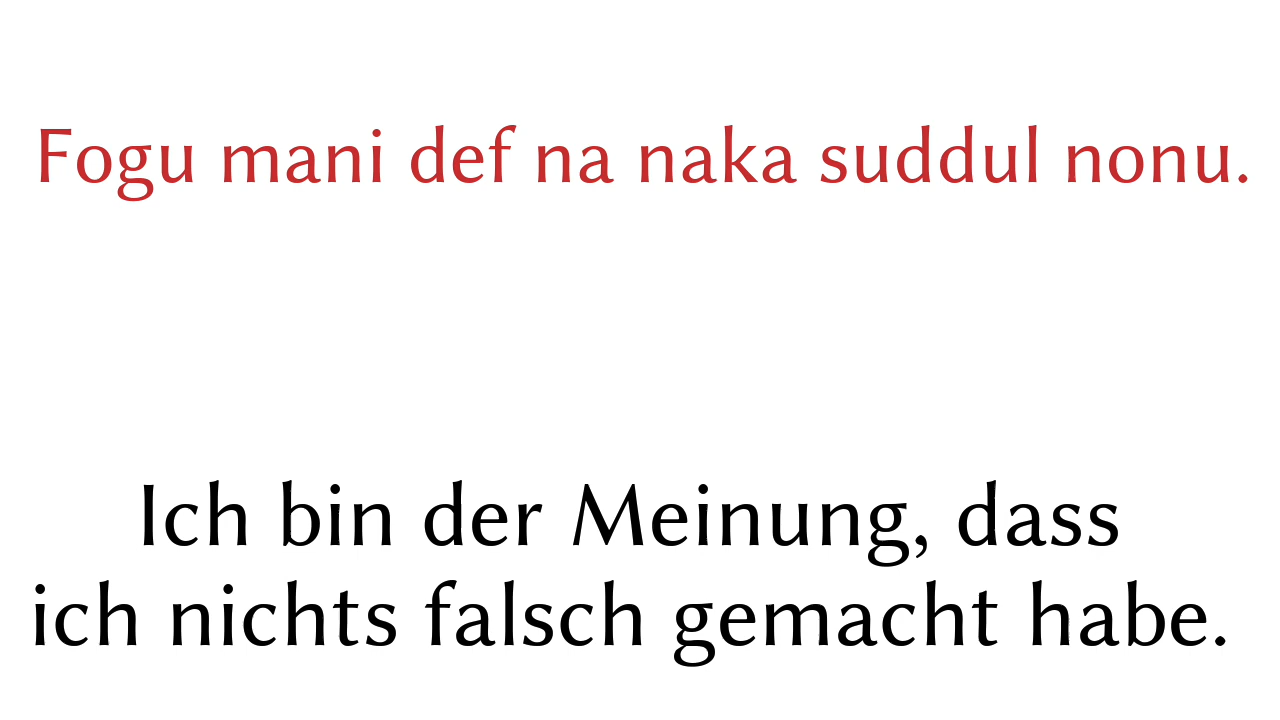 Fogu mani def na naka suddul nonu.
Ich bin der Meinung, dass
ich nichts falsch gemacht habe.